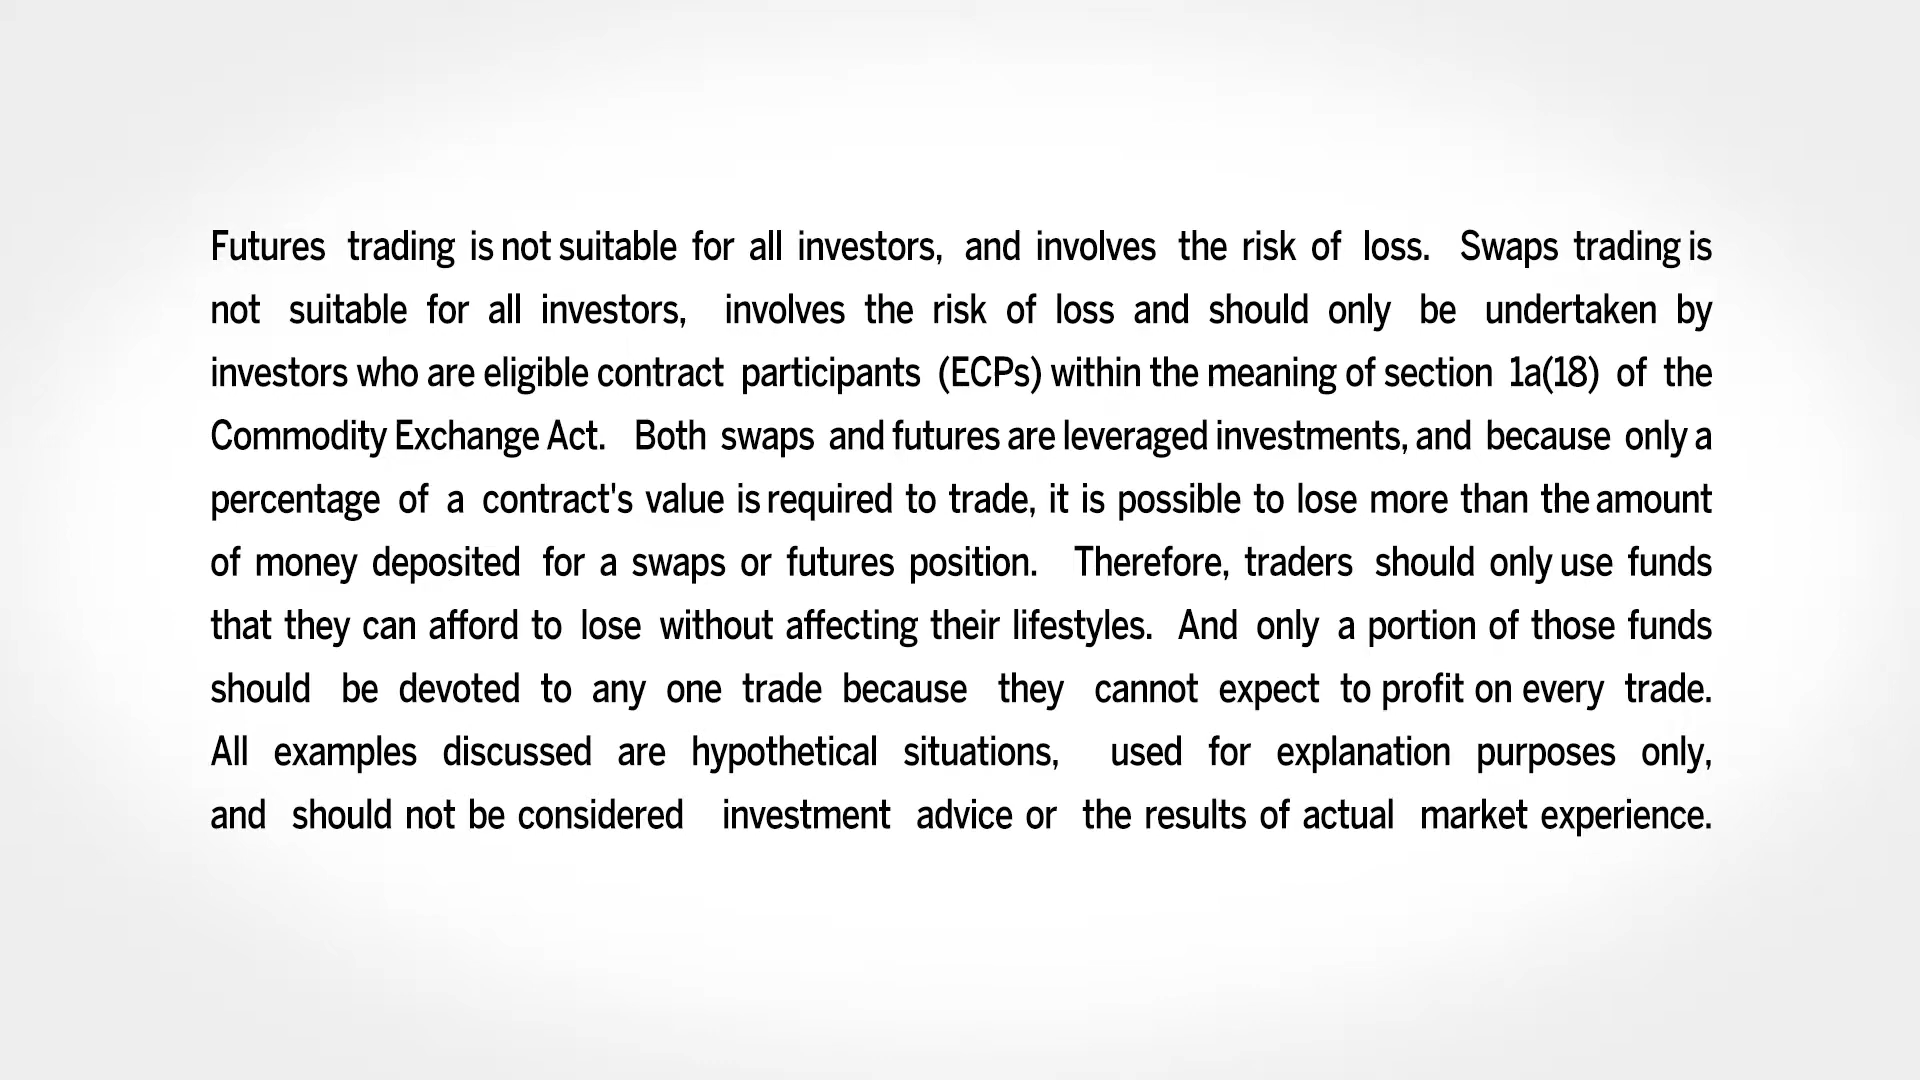 Futures trading is not suitable for all investors, and involves the risk of loss. Swaps trading is
not suitable for all investors, involves the risk of loss and should only be undertaken by
investors who are eligible contract participants (ECPs) within the meaning of section 1a(18) of the
Commodity Exchange Act. Both swaps and futures are leveraged investments, and because only a
percentage of a contract's value is required to trade, it is possible to lose more than the amount
of money deposited for a swaps or futures position. Therefore, traders should only use funds
that they can afford to lose without affecting their lifestyles. And only a portion of those funds
should be devoted to any one trade because they cannot expect to profit on every trade.
All examples discussed are hypothetical situations, used for explanation purposes only,
and should not be considered investment advice or the results of actual market experience.